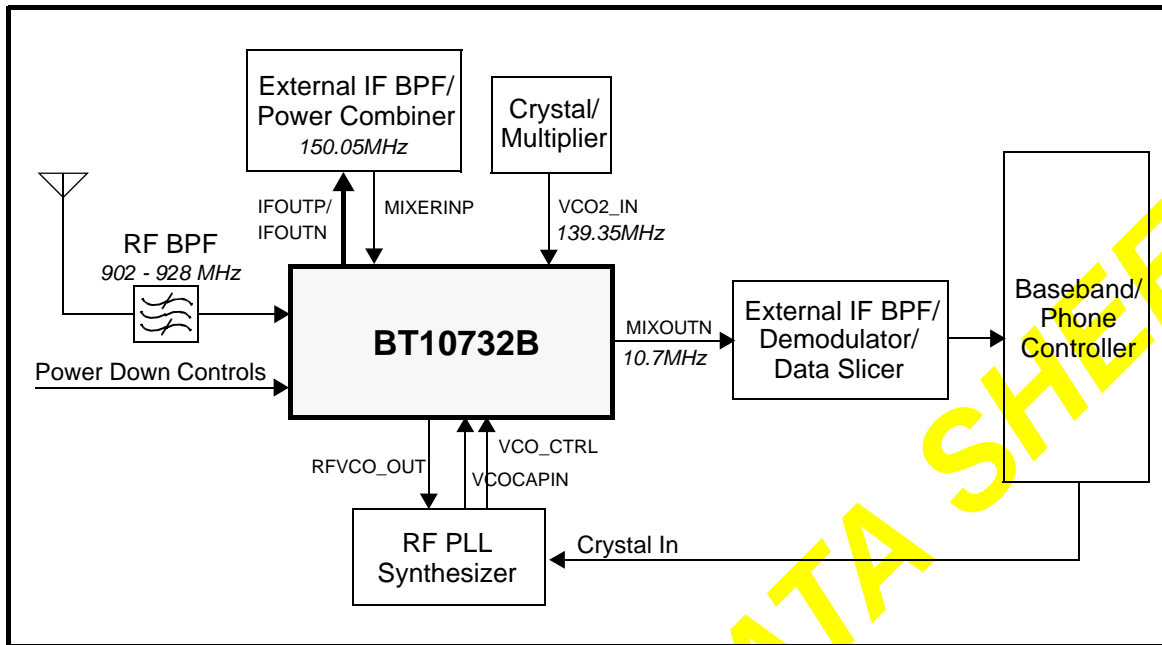 External IF BPF/
Power Combiner
150.05MHz
Crystal/
Multiplier
IFOUTP/
IFOUTN
MIXERINP
VCO2_IN
139.35MHz
RF BPF
902 - 928 MHz
BT10732B
Power Down Controls
MIXOUTN
10.7MHz
External IF BPF/
Demodulator/
Data Slicer
Baseband/
Phone
Controller
RFVCO_OUT
VCO_CTRL
VCOCAPIN
RF PLL
Synthesizer
Crystal In
ATA SHEE